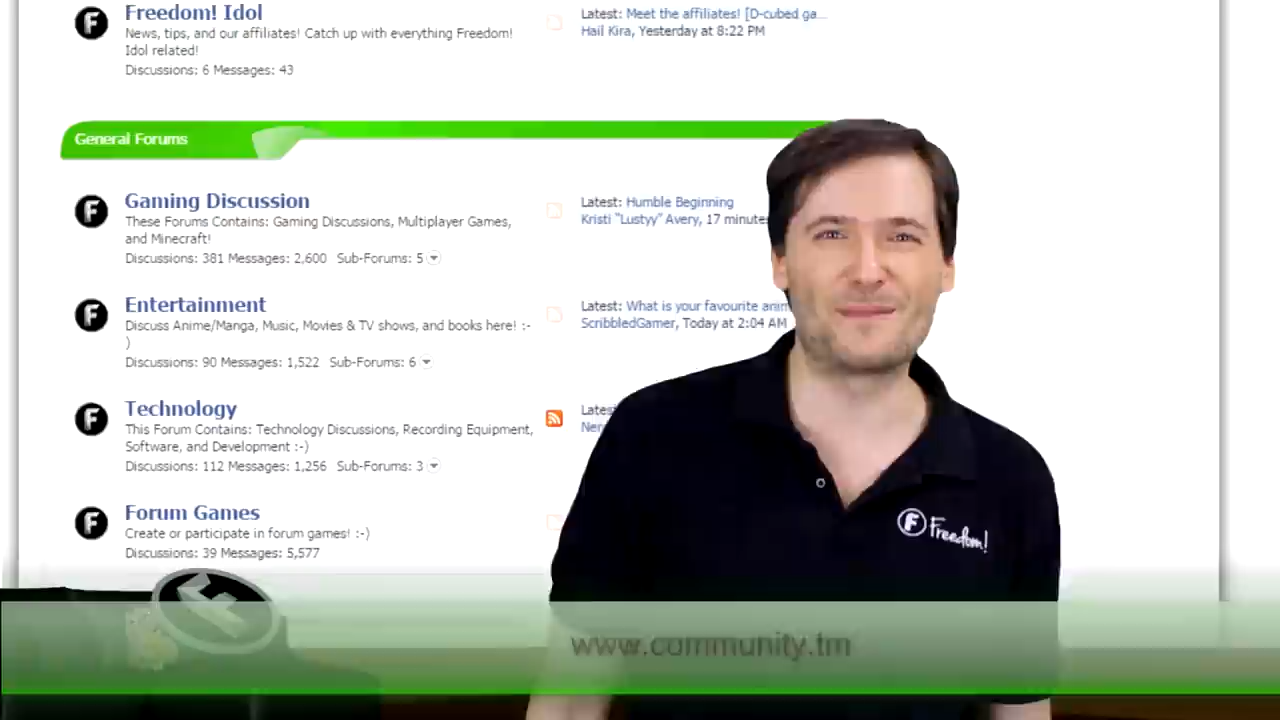 Freedom! Idol
News, tips, and our affiliates! Catch up with everything Freedom!
Idol related!
Discussions: 6 Messages: 43
Latest: Meet the affiliates! [D-cubed ga...
Hail Kira, Yesterday at 8:22 PM
General Forums
Gaming Discussion
These Forums Contains: Gaming Discussions, Multiplayer Games,
and Minecraft!
Discussions: 381 Messages: 2,600 Sub-Forums: 5
Latest: Humble Beginning
Kristi "Lustyy" Avery, 17 minutes
Entertainment
Discuss Anime/Manga, Music, Movies & TV shows, and books here! :-
)
Discussions: 90 Messages: 1,522 Sub-Forums: 6
Latest: What is your favourite anim
ScribbledGamer, Today at 2:04 AM
Technology
This Forum Contains: Technology Discussions, Recording Equipment,
Software, and Development :-)
Discussions: 112 Messages: 1,256 Sub-Forums: 3
Latest
Ner
Forum Games
Create or participate in forum games! :-)
Discussions: 39 Messages: 5,577
F Freedom!
www.community.tm